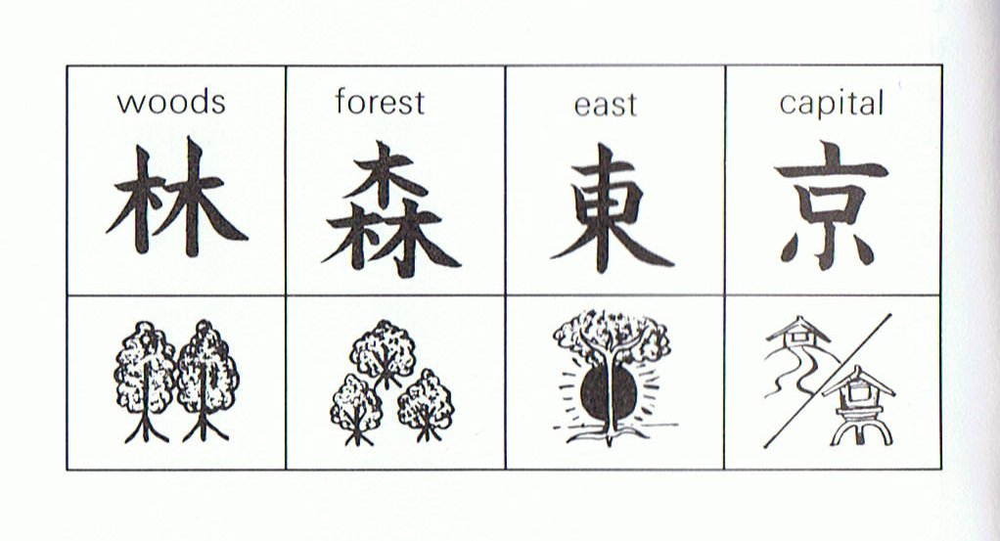 woods forest east capital
林 森 東 京